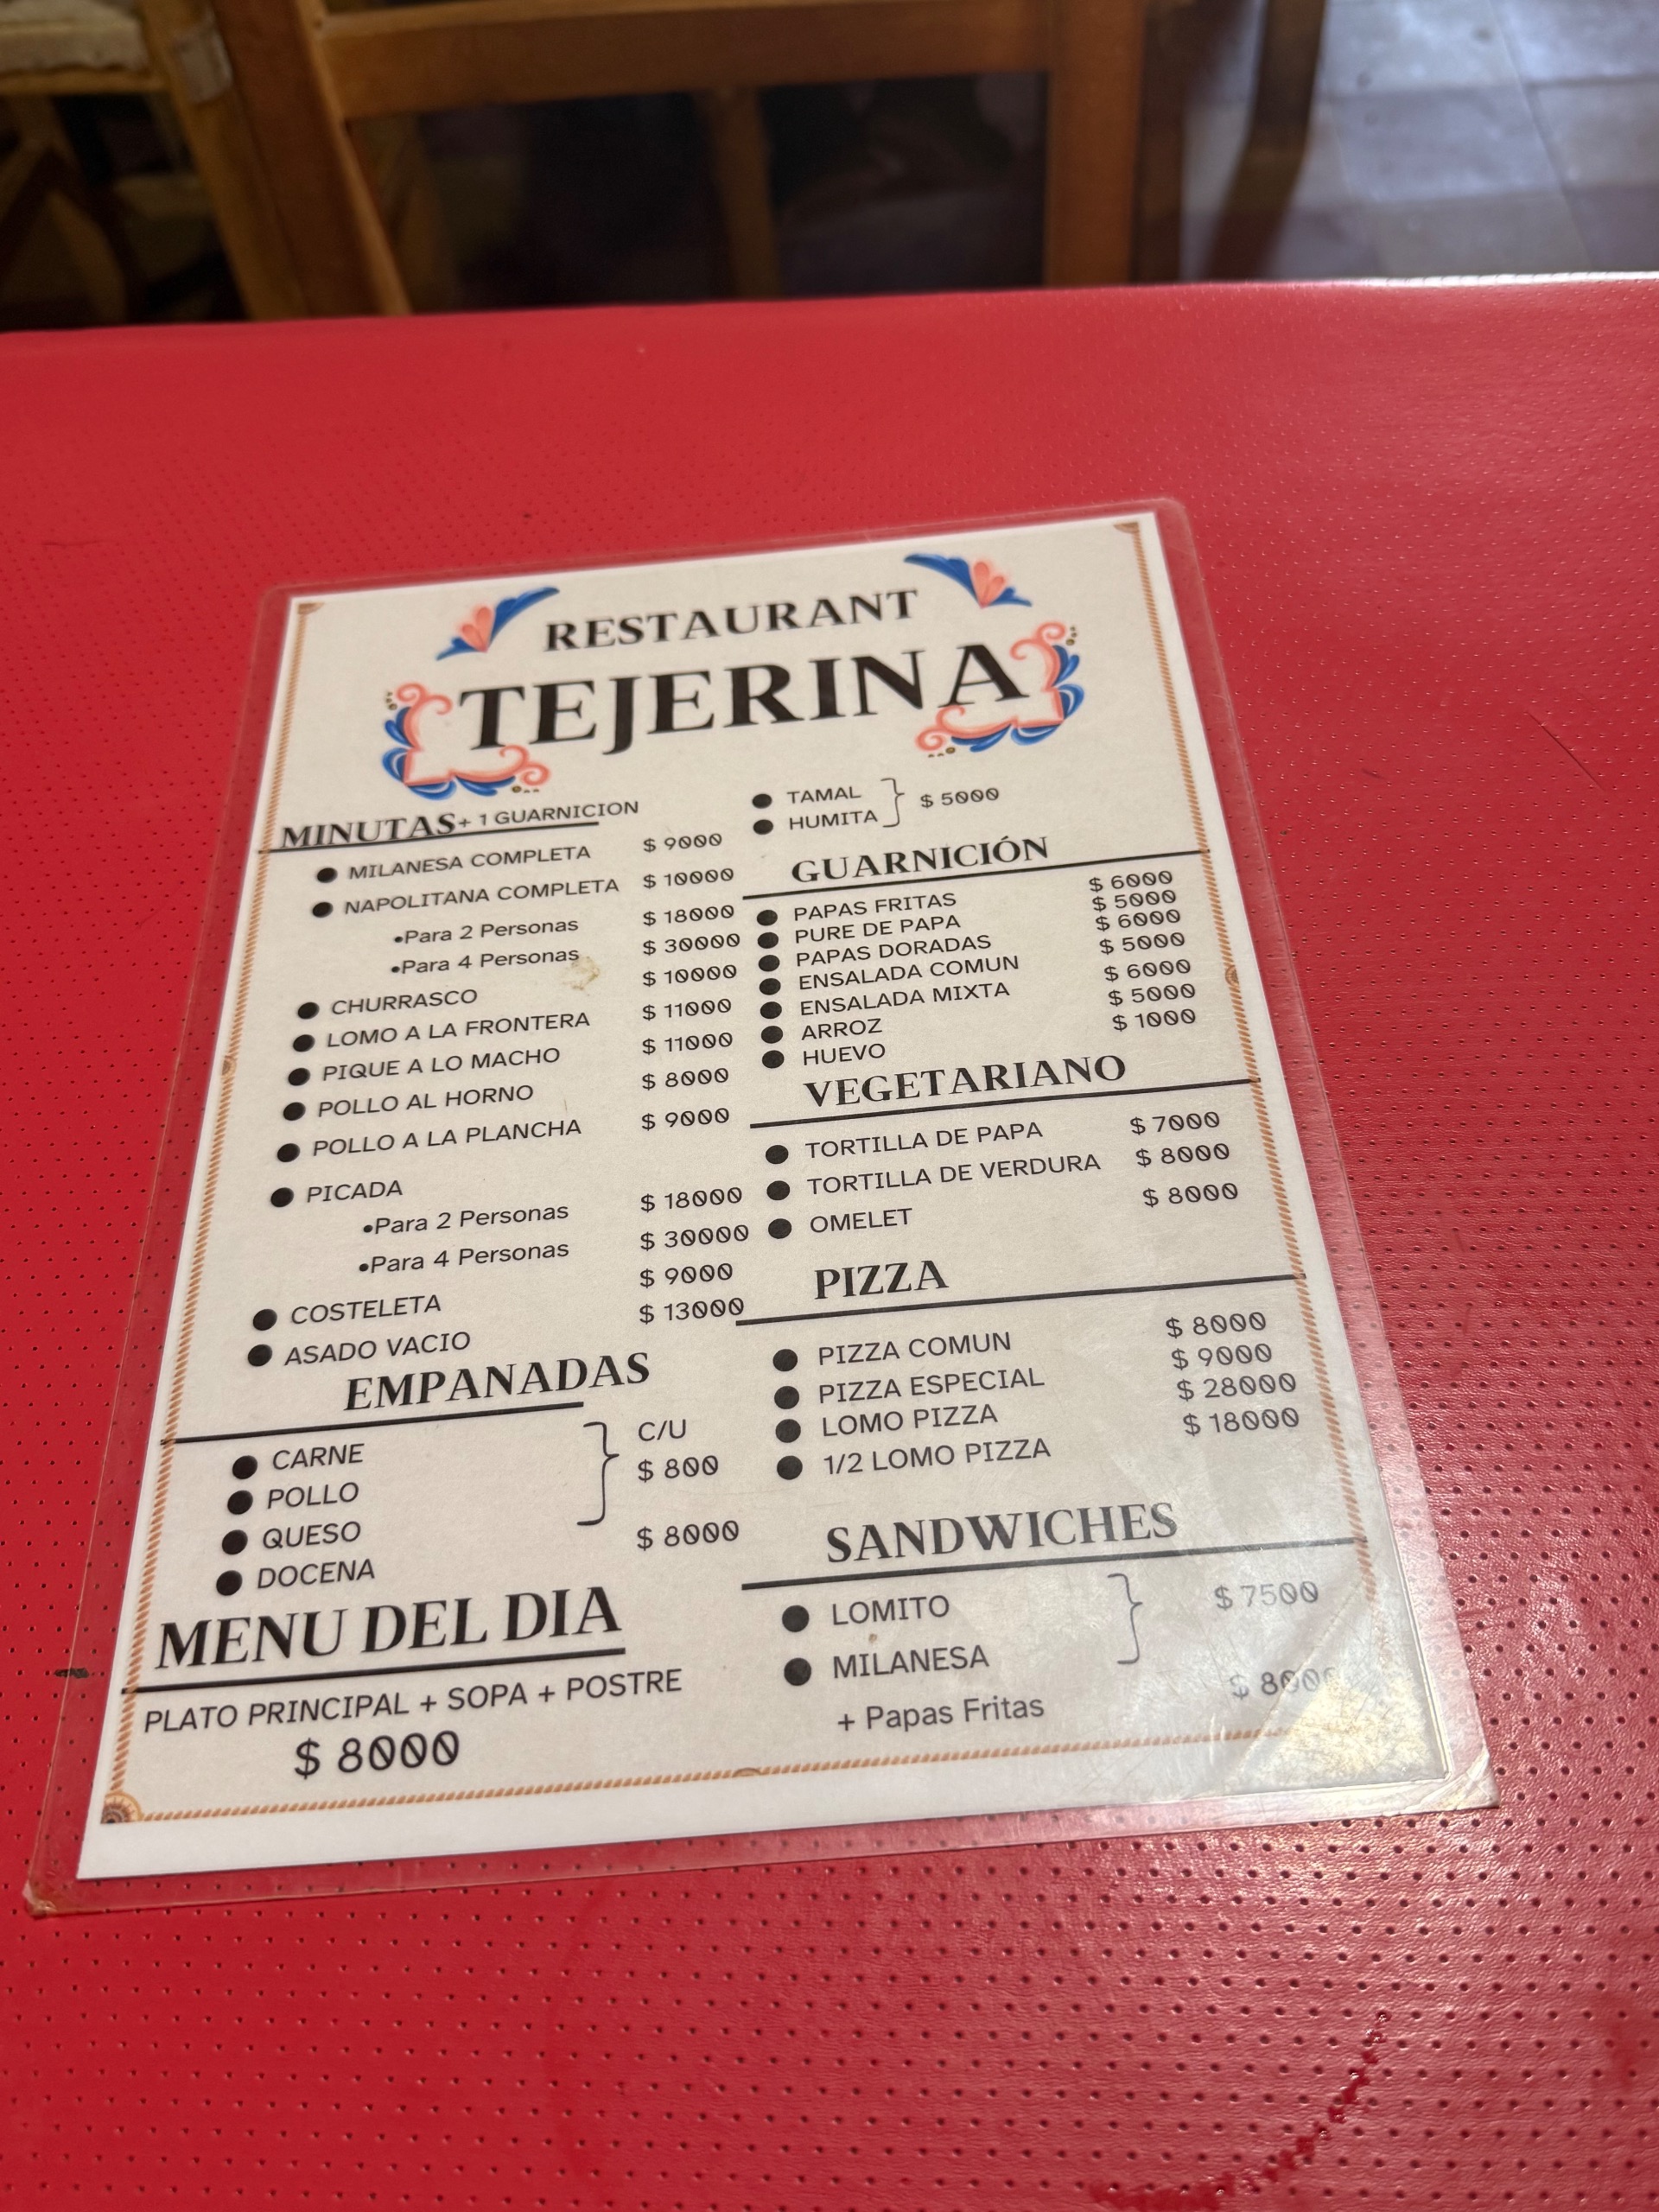 RESTAURANT
TEJERINA
MINUTAS + 1 GUARNICION
MILANESA COMPLETA $ 9000
NAPOLITANA COMPLETA $ 10000
•Para 2 Personas $ 18000
•Para 4 Personas $ 30000
CHURRASCO $ 10000
LOMO A LA FRONTERA $ 11000
PIQUE A LO MACHO $ 11000
POLLO AL HORNO $ 8000
POLLO A LA PLANCHA $ 9000
PICADA
•Para 2 Personas $ 18000
•Para 4 Personas $ 30000
COSTELETA $ 9000
ASADO VACIO $ 13000
EMPANADAS
C/U
CARNE
POLLO $ 800
QUESO
DOCENA $ 8000
MENU DEL DIA
PLATO PRINCIPAL + SOPA + POSTRE
$ 8000
TAMAL
HUMITA $ 5000
GUARNICIÓN
PAPAS FRITAS $ 6000
PURE DE PAPA $ 5000
PAPAS DORADAS $ 6000
ENSALADA COMUN $ 5000
ENSALADA MIXTA $ 6000
ARROZ $ 5000
HUEVO $ 1000
VEGETARIANO
TORTILLA DE PAPA $ 7000
TORTILLA DE VERDURA $ 8000
OMELET $ 8000
PIZZA
PIZZA COMUN $ 8000
PIZZA ESPECIAL $ 9000
LOMO PIZZA $ 28000
1/2 LOMO PIZZA $ 18000
SANDWICHES
LOMITO $ 7500
MILANESA
+ Papas Fritas $ 8000